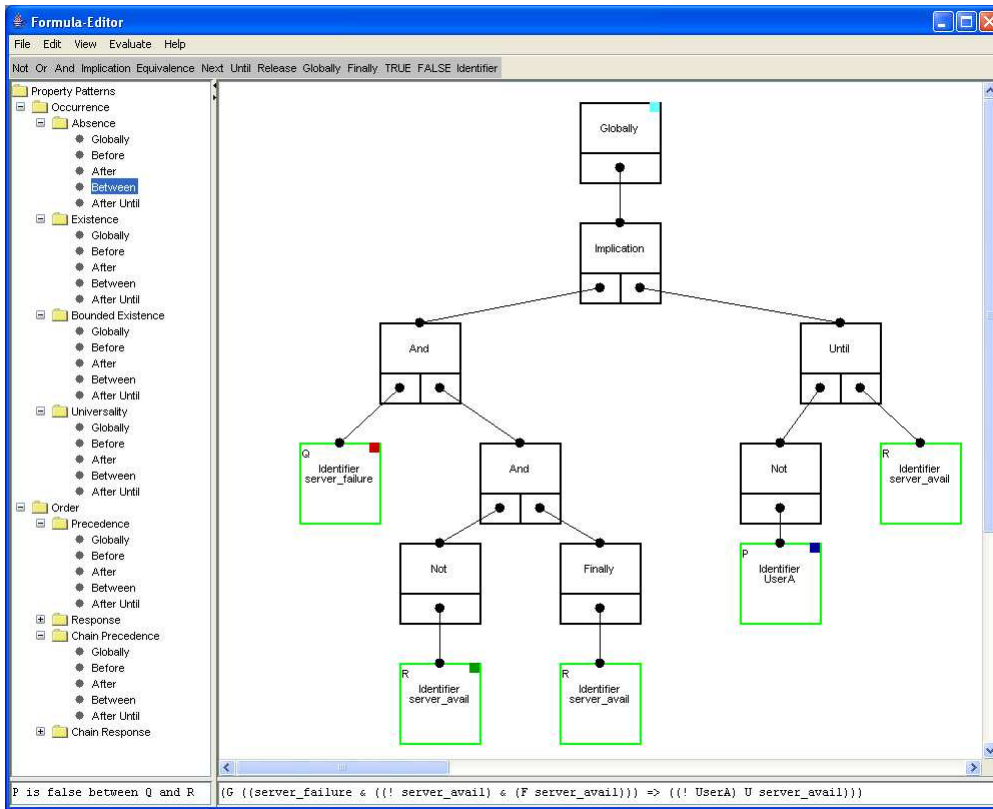 Formula-Editor
File Edit View Evaluate Help
Not Or And Implication Equivalence Next Until Release Globally Finally TRUE FALSE Identifier
Property Patterns
Occurrence
Absence
Globally
Before
After
Between
After Until
Existence
Globally
Before
After
Between
After Until
Bounded Existence
Globally
Before
After
Between
After Until
Universality
Globally
Before
After
Between
After Until
Order
Precedence
Globally
Before
After
Between
After Until
Response
Chain Precedence
Globally
Before
After
Between
After Until
Chain Response
Globally
Implication
And
Until
Q
Identifier
server_failure
And
Not
R
Identifier
server_avail
Not
Finally
P
Identifier
UserA
R
Identifier
server_avail
R
Identifier
server_avail
P is false between Q and R
(G ((server_failure & ((! server_avail) & (F server_avail))) => ((! UserA) U server_avail)))